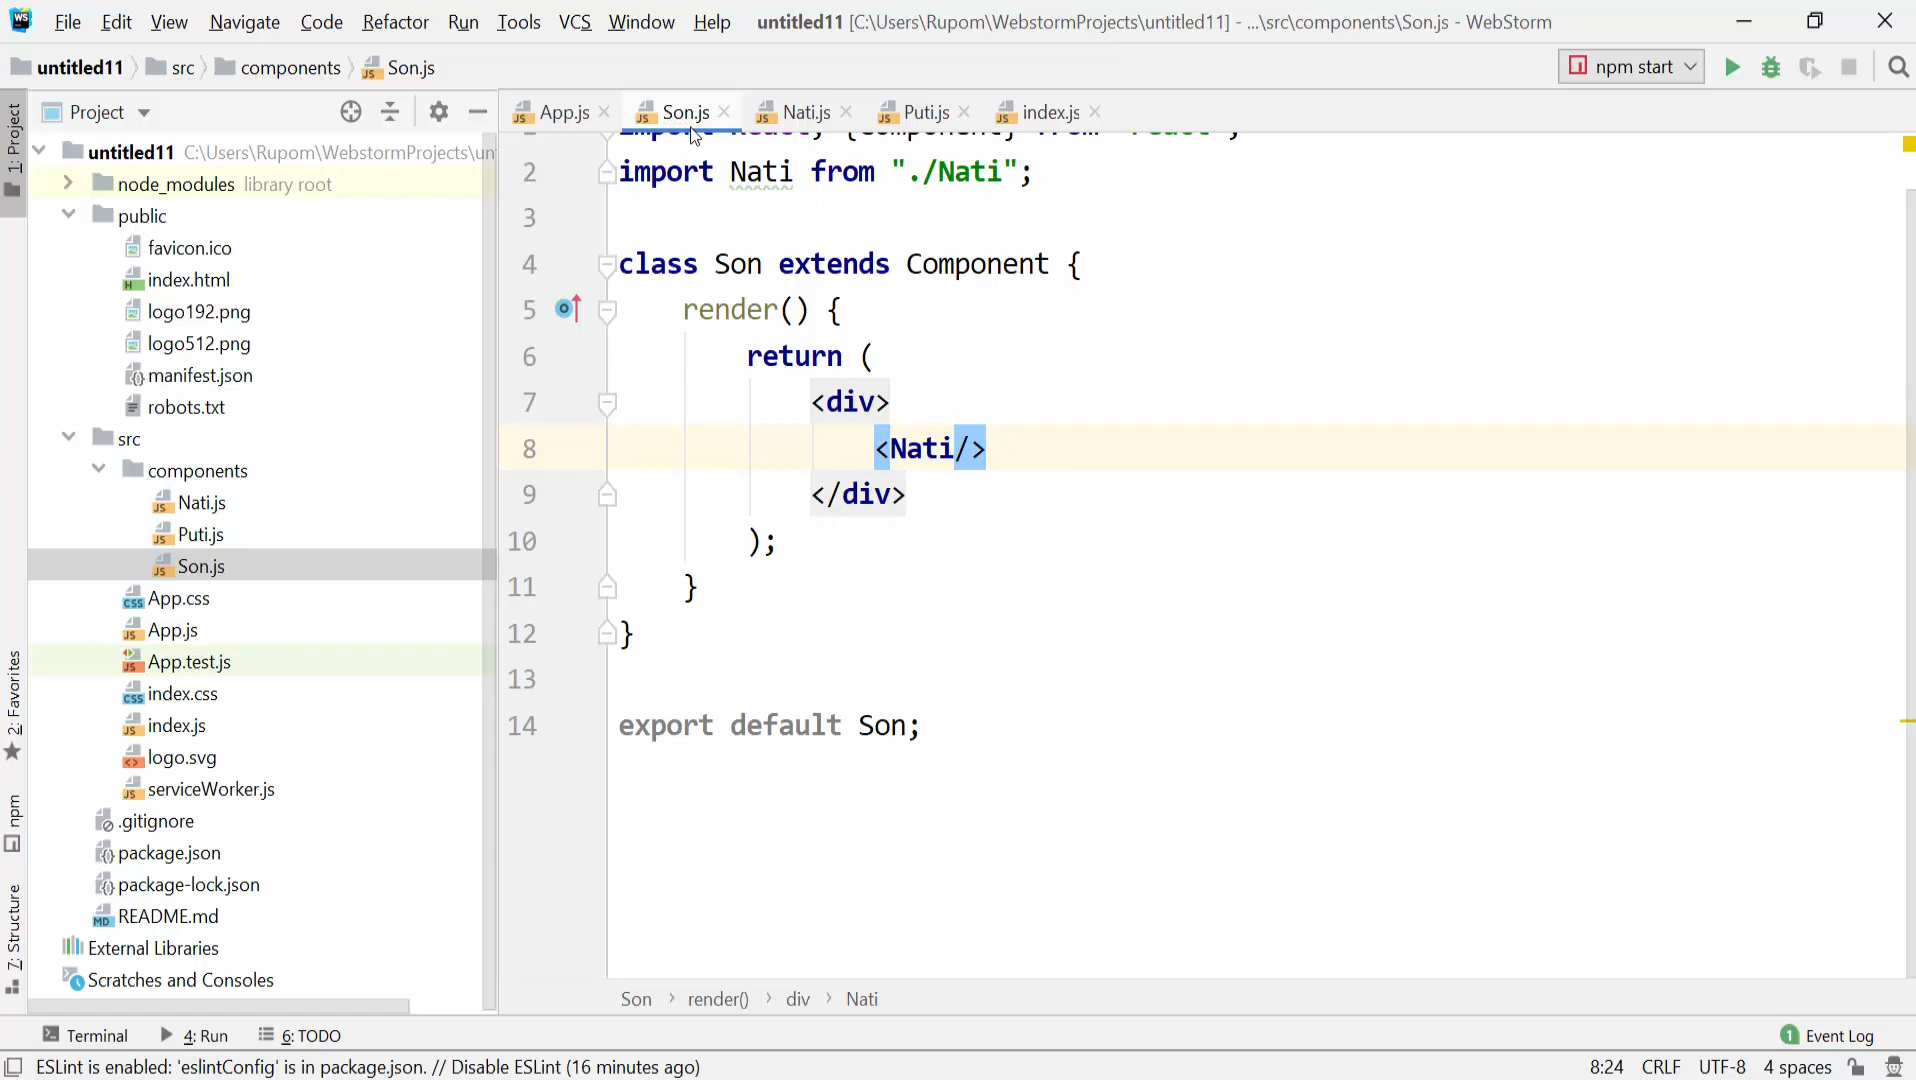 WS File Edit View Navigate Code Refactor Run Tools VCS Window Help untitled11 [C:\Users\Rupom\WebstormProjects\untitled11] - ...\src\components\Son.js - WebStorm
untitled11 src components Son.js npm start
1: Project
2: Favorites
npm
7: Structure
Project
untitled11 C:\Users\Rupom\WebstormProjects\un
node_modules library root
public
favicon.ico
index.html
logo192.png
logo512.png
manifest.json
robots.txt
src
components
Nati.js
Puti.js
Son.js
App.css
App.js
App.test.js
index.css
index.js
logo.svg
serviceWorker.js
.gitignore
package.json
package-lock.json
README.md
External Libraries
Scratches and Consoles
App.js Son.js Nati.js Puti.js index.js
import React, {Component} from 'react';
2 import Nati from "./Nati";
3
4 class Son extends Component {
5 render() {
6 return (
7 <div>
8 <Nati/>
9 </div>
10 );
11 }
12 }
13
14 export default Son;
Son render() div Nati
Terminal 4: Run 6: TODO 1 Event Log
ESLint is enabled: 'eslintConfig' is in package.json. // Disable ESLint (16 minutes ago) 8:24 CRLF UTF-8 4 spaces